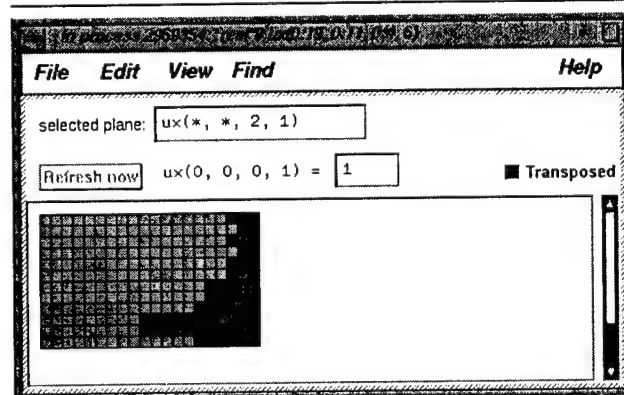 File Edit View Find Help
selected plane: ux(*, *, 2, 1)
Refresh now ux(0, 0, 0, 1) = 1 Transposed